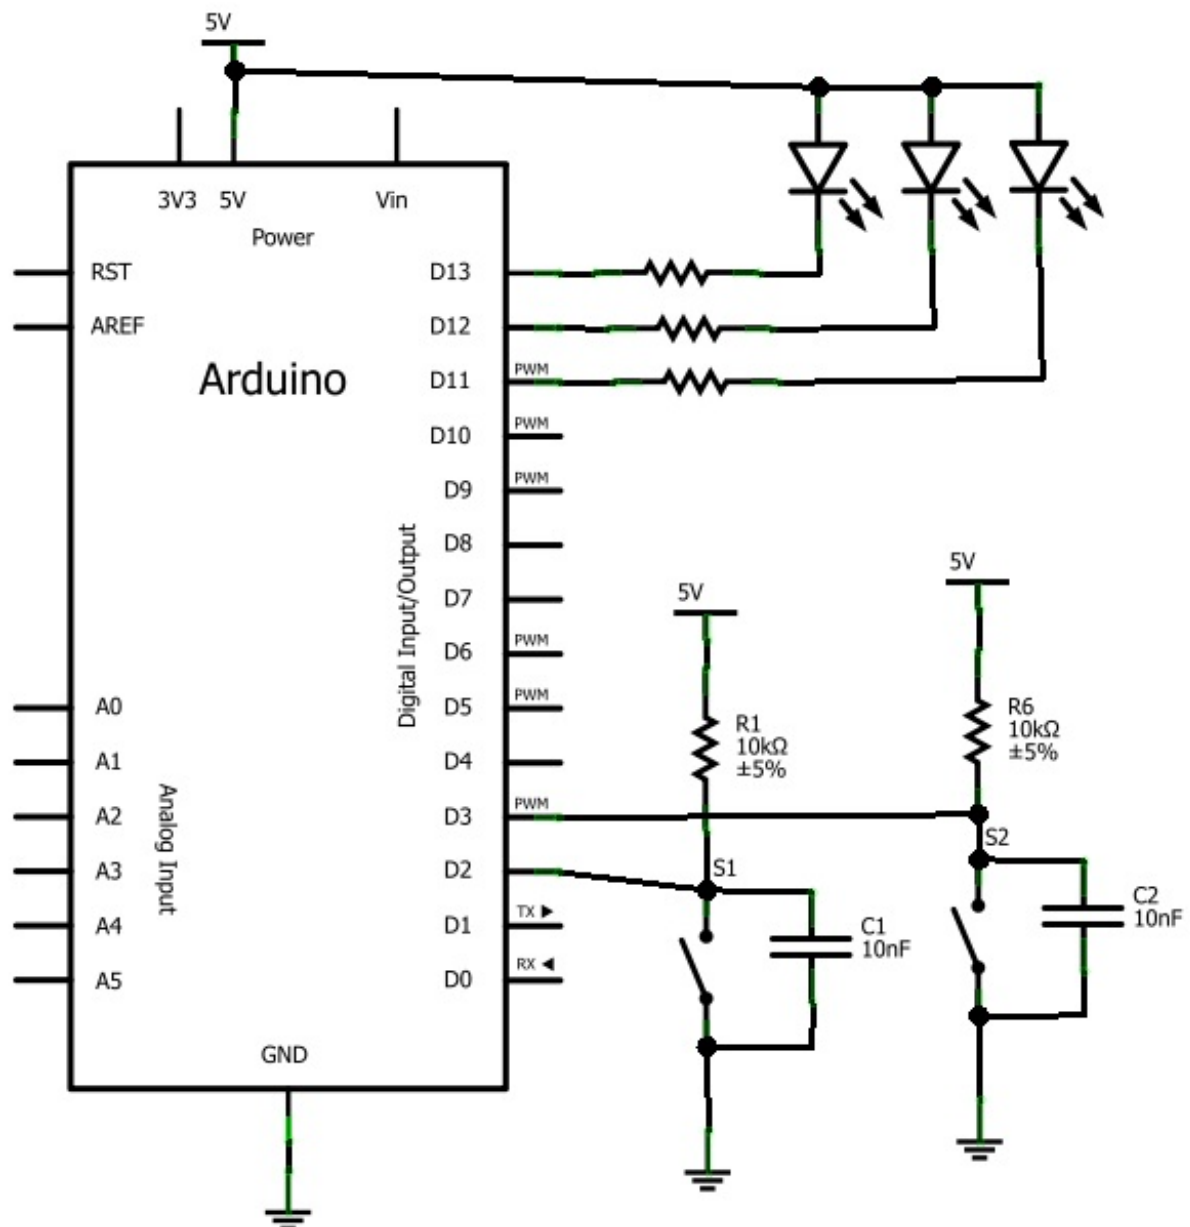 5V
3V3 5V Vin
Power
RST
AREF
Arduino
D13
D12
D11
D10
D9
D8
D7
D6
D5
D4
D3
D2
D1
D0
PWM
PWM
PWM
PWM
PWM
PWM
TX
RX
Digital Input/Output
A0
A1
A2
A3
A4
A5
Analog Input
GND
5V
R1
10kΩ
±5%
S1
C1
10nF
5V
R6
10kΩ
±5%
S2
C2
10nF